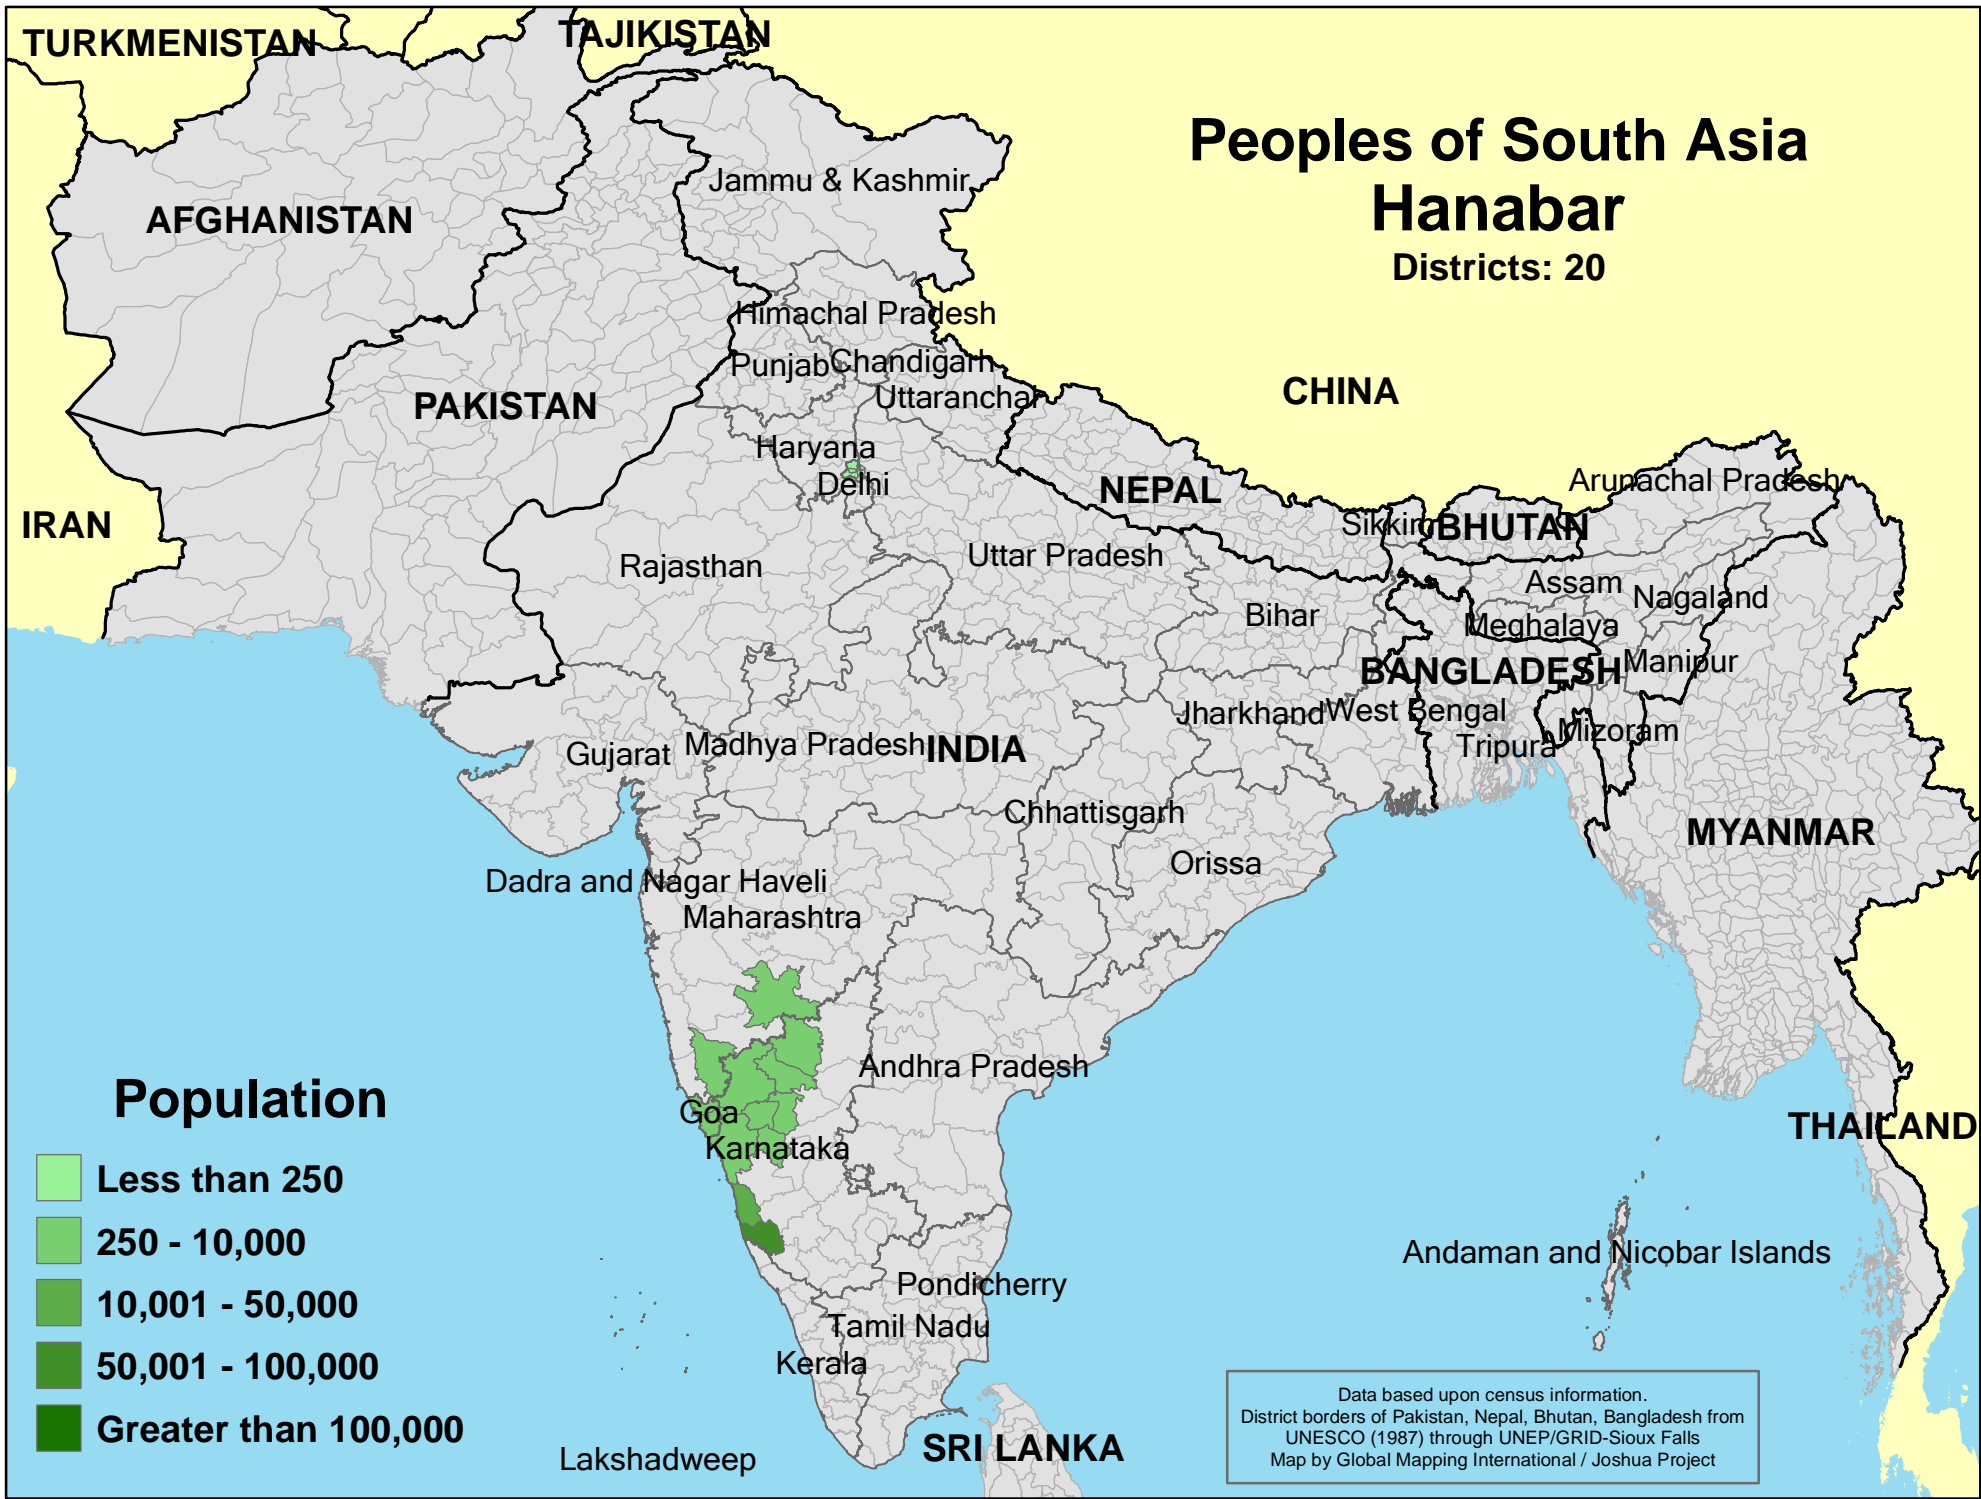 TURKMENISTAN
TAJIKISTAN
Peoples of South Asia
Hanabar
Districts: 20
Jammu & Kashmir
AFGHANISTAN
Himachal Pradesh
Punjab
Chandigarh
Uttaranchal
PAKISTAN
CHINA
Haryana
Delhi
NEPAL
Arunachal Pradesh
IRAN
Sikkim
BHUTAN
Rajasthan
Uttar Pradesh
Assam
Nagaland
Bihar
Meghalaya
BANGLADESH
Manipur
Jharkhand
West Bengal
Mizoram
Tripura
Gujarat
Madhya Pradesh
INDIA
Chhattisgarh
MYANMAR
Orissa
Dadra and Nagar Haveli
Maharashtra
Andhra Pradesh
Goa
Karnataka
THAILAND
Andaman and Nicobar Islands
Pondicherry
Tamil Nadu
Kerala
Lakshadweep
SRI LANKA
Population
Less than 250
250 - 10,000
10,001 - 50,000
50,001 - 100,000
Greater than 100,000
Data based upon census information.
District borders of Pakistan, Nepal, Bhutan, Bangladesh from
UNESCO (1987) through UNEP/GRID-Sioux Falls
Map by Global Mapping International / Joshua Project